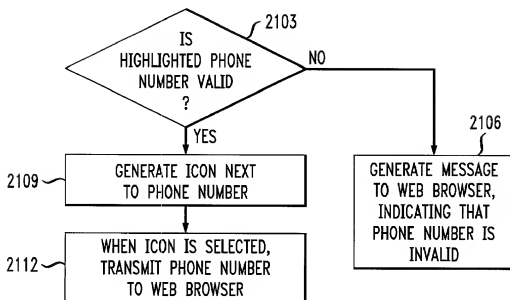 2103
IS
HIGHLIGHTED PHONE
NUMBER VALID
?
NO
YES
2106
2109
GENERATE ICON NEXT
TO PHONE NUMBER
GENERATE MESSAGE
TO WEB BROWSER,
INDICATING THAT
PHONE NUMBER IS
INVALID
2112
WHEN ICON IS SELECTED,
TRANSMIT PHONE NUMBER
TO WEB BROWSER